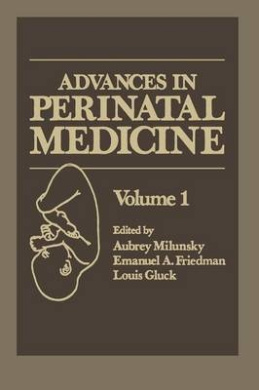 ADVANCES IN
PERINATAL
MEDICINE
Volume 1
Edited by
Aubrey Milunsky
Emanuel A. Friedman
Louis Gluck